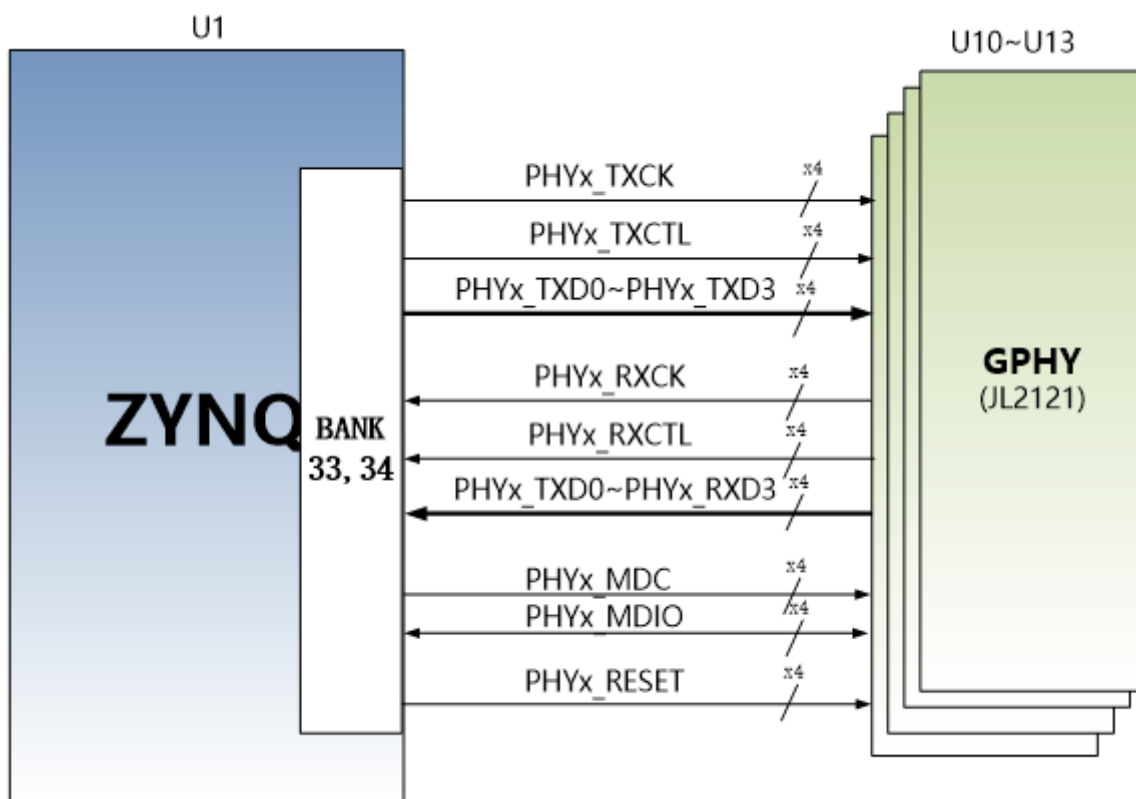 U1
U10~U13
PHYx_TXCK
x4
PHYx_TXCTL
x4
PHYx_TXD0~PHYx_TXD3
x4
PHYx_RXCK
x4
PHYx_RXCTL
x4
PHYx_TXD0~PHYx_RXD3
x4
PHYx_MDC
x4
PHYx_MDIO
x4
PHYx_RESET
x4
ZYNQ
BANK
33, 34
GPHY
(JL2121)